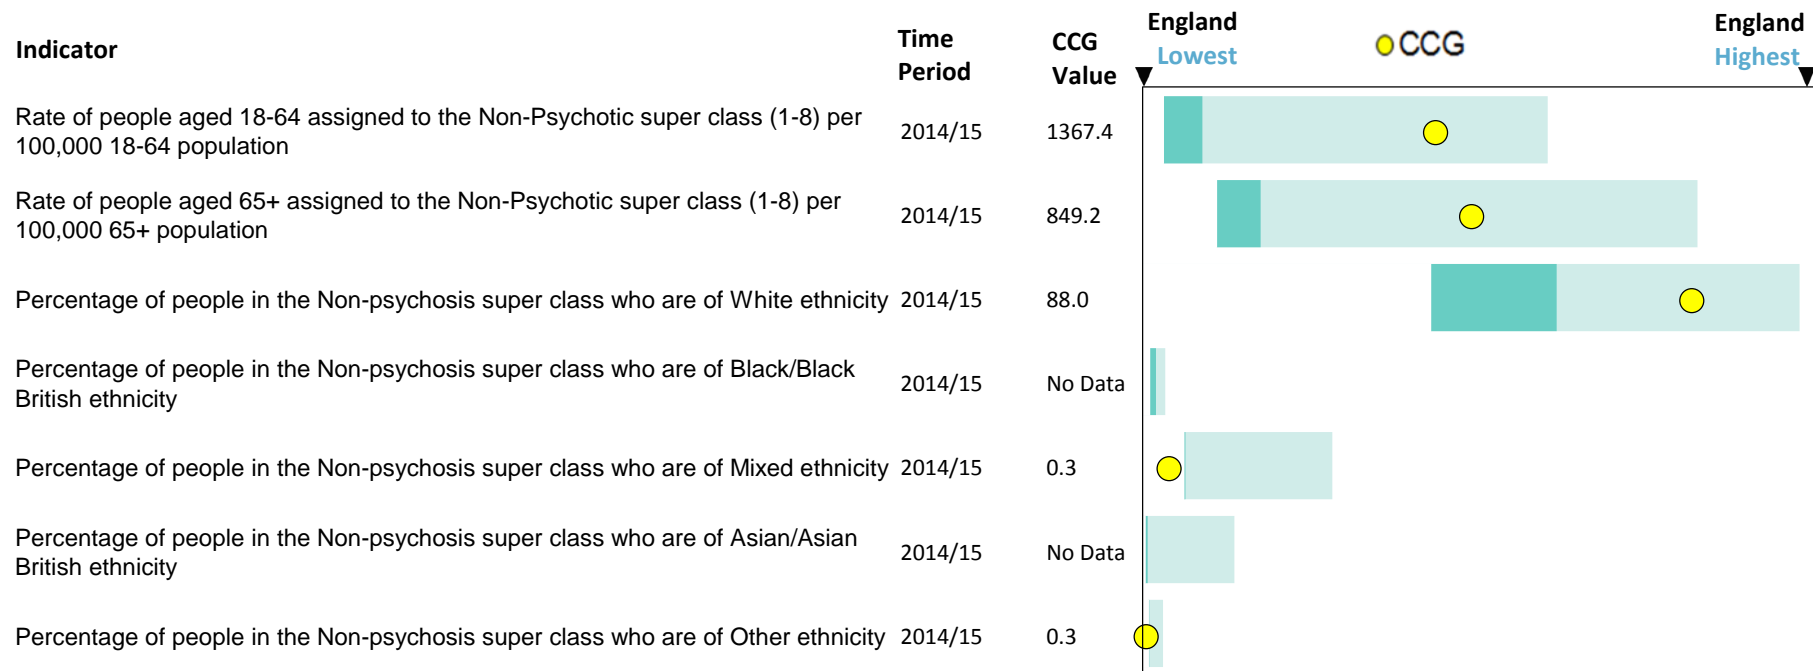 Indicator
Time Period
CCG Value
England Lowest
CCG
England Highest
Rate of people aged 18-64 assigned to the Non-Psychotic super class (1-8) per
100,000 18-64 population
2014/15
1367.4
Rate of people aged 65+ assigned to the Non-Psychotic super class (1-8) per
100,000 65+ population
2014/15
849.2
Percentage of people in the Non-psychosis super class who are of White ethnicity
2014/15
88.0
Percentage of people in the Non-psychosis super class who are of Black/Black
British ethnicity
2014/15
No Data
Percentage of people in the Non-psychosis super class who are of Mixed ethnicity
2014/15
0.3
Percentage of people in the Non-psychosis super class who are of Asian/Asian
British ethnicity
2014/15
No Data
Percentage of people in the Non-psychosis super class who are of Other ethnicity
2014/15
0.3